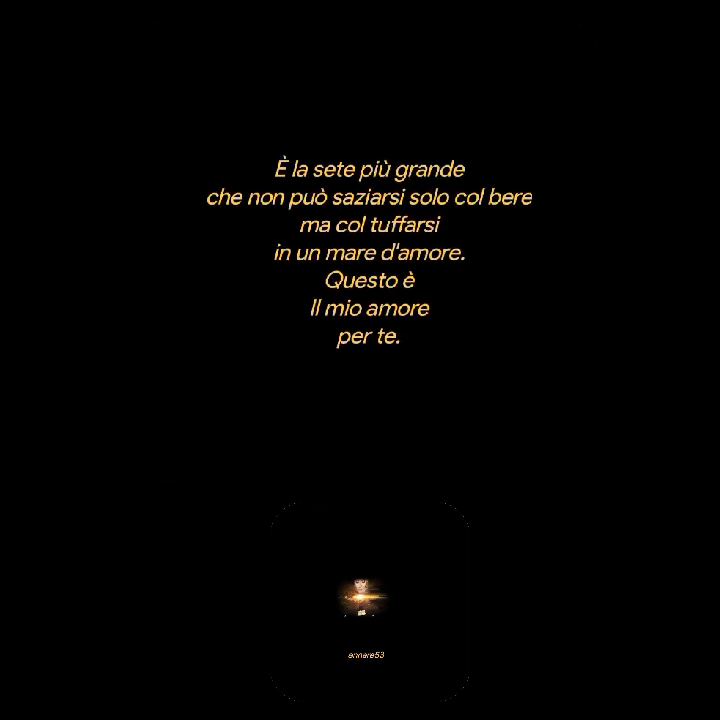 È la sete più grande
che non può saziarsi solo col bere
ma col tuffarsi
in un mare d'amore.
Questo è
Il mio amore
per te.
annare53